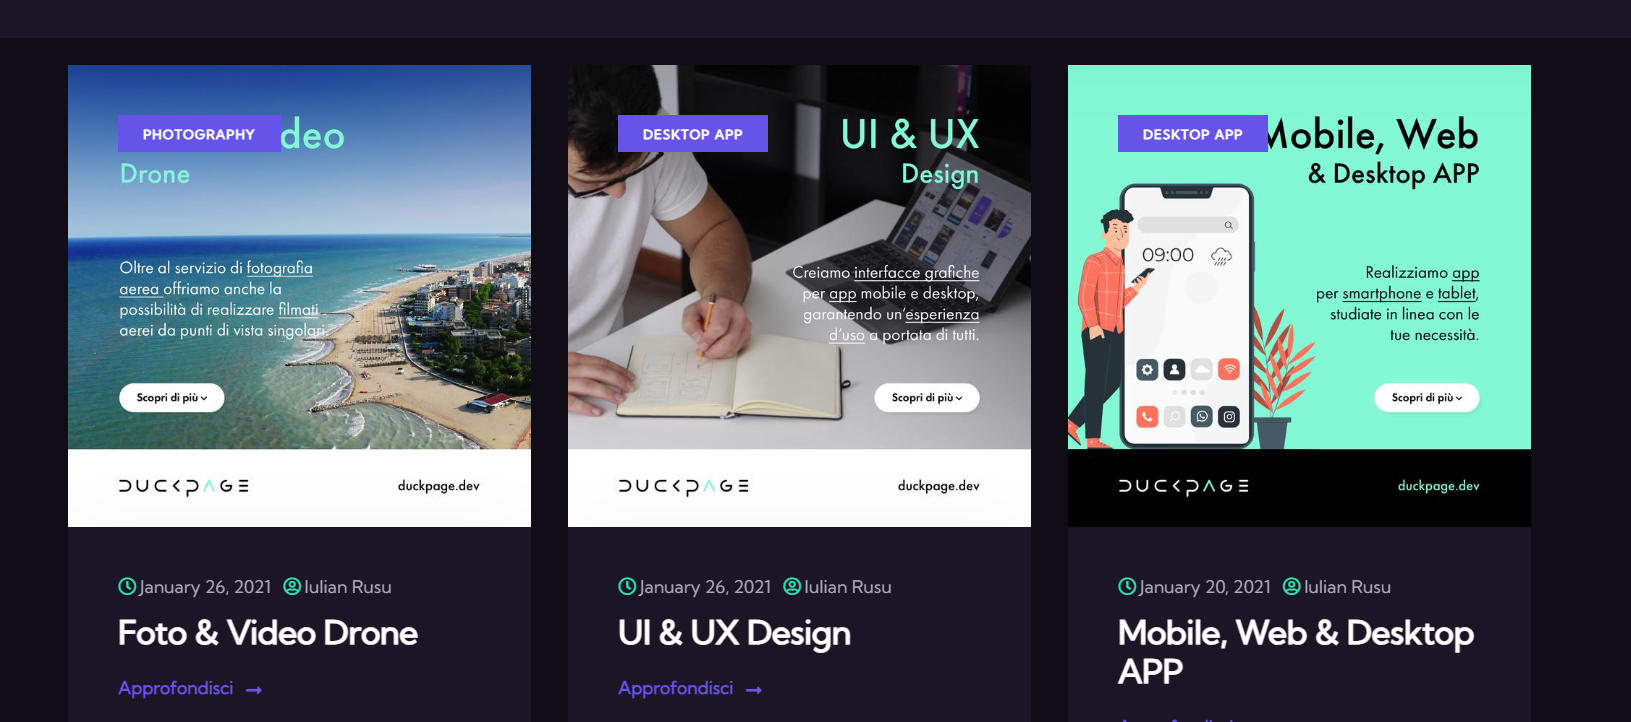 PHOTOGRAPHY
deo
Drone
Oltre al servizio di fotografia
aerea offriamo anche la
possibilità di realizzare filmati
aerei da punti di vista singolari.
Scopri di più
DUCKPAGE
duckpage.dev
January 26, 2021 Iulian Rusu
Foto & Video Drone
Approfondisci
DESKTOP APP
UI & UX
Design
Creiamo interfacce grafiche
per app mobile e desktop,
garantendo un'esperienza
d'uso a portata di tutti.
Scopri di più
DUCKPAGE
duckpage.dev
January 26, 2021 Iulian Rusu
UI & UX Design
Approfondisci
DESKTOP APP
Mobile, Web
& Desktop APP
09:00
Realizziamo app
per smartphone e tablet,
studiate in linea con le
tue necessità.
Scopri di più
DUCKPAGE
duckpage.dev
January 20, 2021 Iulian Rusu
Mobile, Web & Desktop
APP